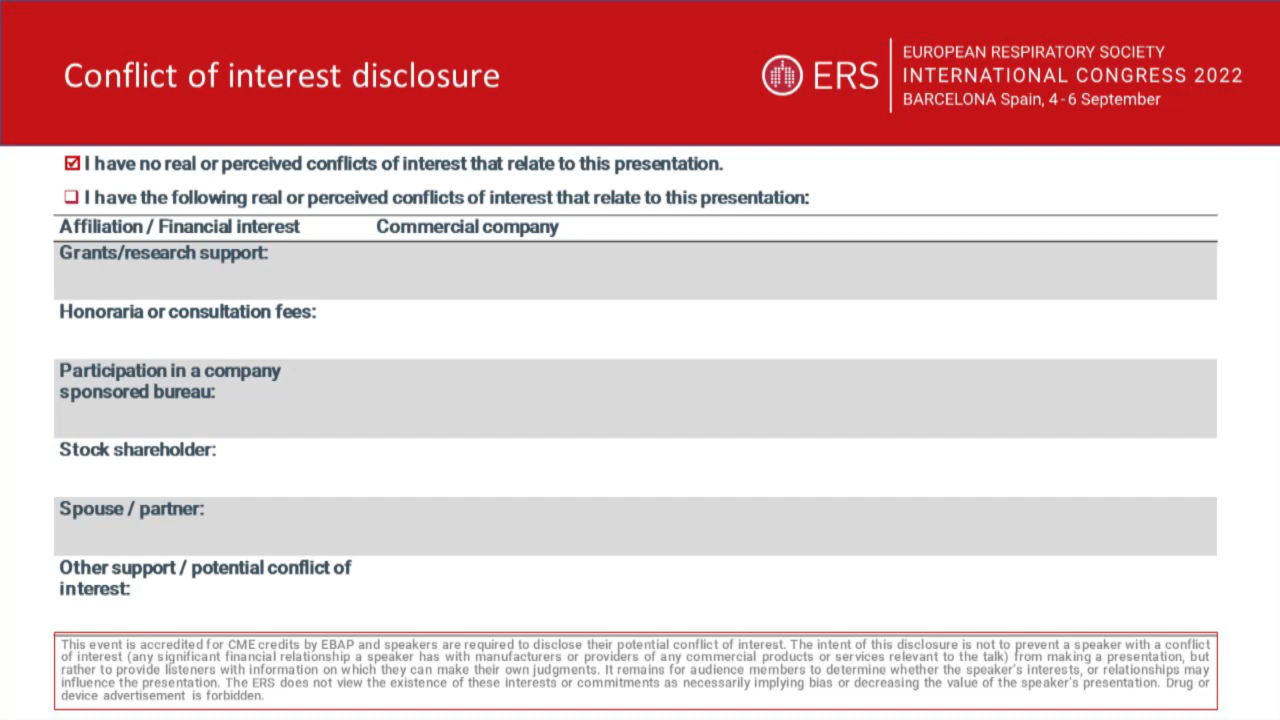 Conflict of interest disclosure
ERS
EUROPEAN RESPIRATORY SOCIETY
INTERNATIONAL CONGRESS 2022
BARCELONA Spain, 4-6 September
☑ I have no real or perceived conflicts of interest that relate to this presentation.
❑ I have the following real or perceived conflicts of interest that relate to this presentation:
Affiliation / Financial interest Commercial company
Grants/research support:
Honoraria or consultation fees:
Participation in a company
sponsored bureau:
Stock shareholder:
Spouse / partner:
Other support / potential conflict of
interest:
This event is accredited for CME credits by EBAP and speakers are required to disclose their potential conflict of interest. The intent of this disclosure is not to prevent a speaker with a conflict
of interest (any significant financial relationship a speaker has with manufacturers or providers of any commercial products or services relevant to the talk) from making a presentation, but
rather to provide listeners with information on which they can make their own judgments. It remains for audience members to determine whether the speaker's interests, or relationships may
influence the presentation. The ERS does not view the existence of these interests or commitments as necessarily implying bias or decreasing the value of the speaker's presentation. Drug or
device advertisement is forbidden.